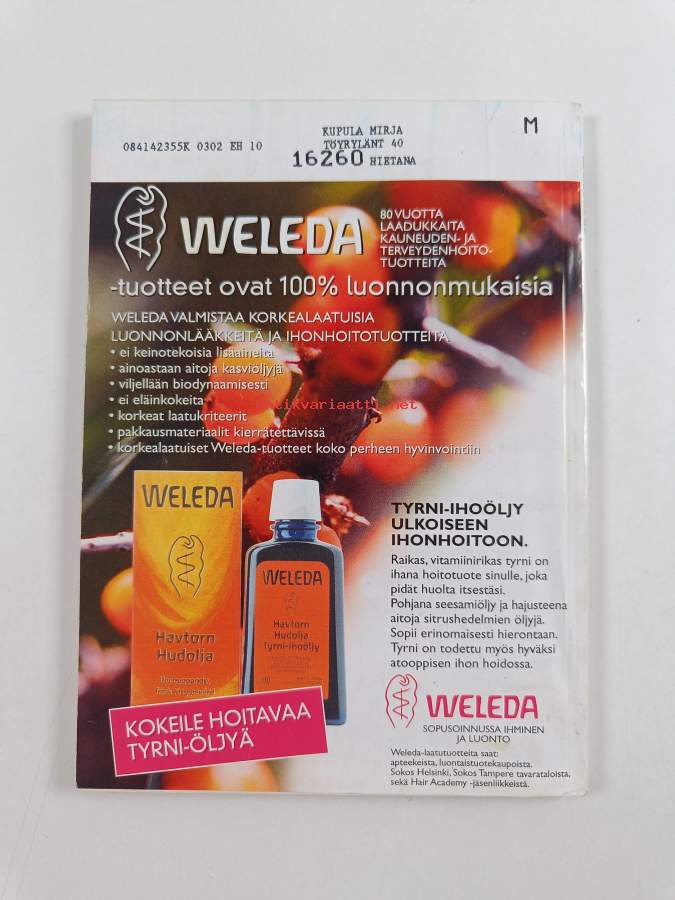 KUPULA MIRJA
M
084142355K 0302 EH 10
TÖYRYLÄNT 40
16260 HIETANA
WELEDA
80 VUOTTA
LAADUKKAITA
KAUNEUDEN- JA
TERVEYDENHOITO-
TUOTTEITA
-tuotteet ovat 100% luonnonmukaisia
WELEDA VALMISTAA KORKEALAATUISIA
LUONNONLÄÄKKEITÄ JA IHONHOITOTUOTTEITA
• ei keinotekoisia lisäaineita
• ainoastaan aitoja kasviöljyjä
• viljellään biodynaamisesti
• ei eläinkokeita
tikvariaatti.net
• korkeat laatukriteerit
• pakkausmateriaalit kierrätettävissä
• korkealaatuiset Weleda-tuotteet koko perheen hyvinvointiin
WELEDA
Havtorn
Hudolja
WELEDA
Havtorn
Hudolja
Tyrni-ihoöljy
KOKEILE HOITAVAA
TYRNI-ÖLJYÄ
TYRNI-IHOÖLJY
ULKOISEEN
IHONHOITOON.
Raikas, vitamiinirikas tyrni on
ihana hoitotuote sinulle, joka
pidät huolta itsestäsi.
Pohjana seesamiöljy ja hajusteena
aitoja sitrushedelmien öljyjä.
Sopii erinomaisesti hierontaan.
Tyrni on todettu myös hyväksi
atooppisen ihon hoidossa.
WELEDA
SOPUSOINNUSSA IHMINEN
JA LUONTO
Weleda-laatutuotteita saat:
apteekeista, luontaistuotekaupoista.
Sokos Helsinki, Sokos Tampere tavarataloista,
sekä Hair Academy -jäsenliikkeistä.